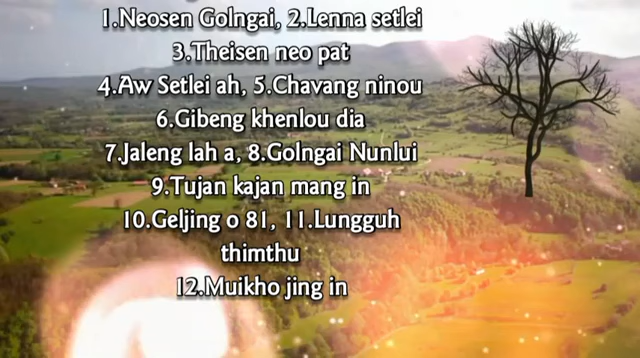 1.Neosen Golngai, 2.Lenna setlei
3.Theisen neo pat
4.Aw Setlei ah, 5.Chavang ninou
6.Gibeng khenlou dia
7.Jaleng lah a, 8.Golngai Nunlui
9.Tujan kajan mang in
10.Geljing o 81, 11.Lungguh
thimthu
12.Muikho jing in